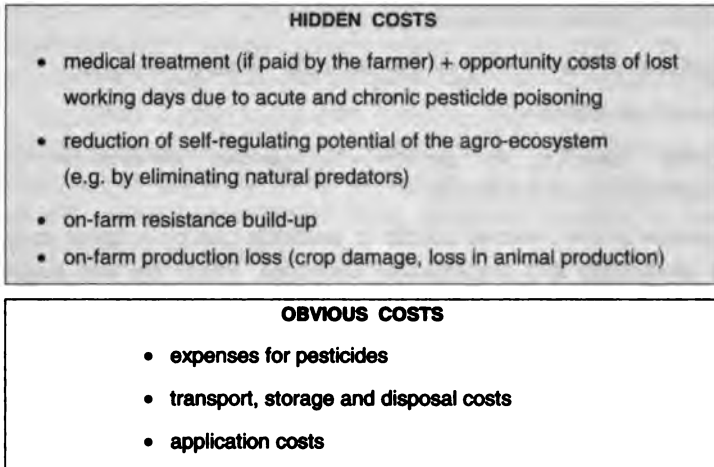 HIDDEN COSTS
• medical treatment (if paid by the farmer) + opportunity costs of lost
working days due to acute and chronic pesticide poisoning
• reduction of self-regulating potential of the agro-ecosystem
(e.g. by eliminating natural predators)
• on-farm resistance build-up
• on-farm production loss (crop damage, loss in animal production)
OBVIOUS COSTS
• expenses for pesticides
• transport, storage and disposal costs
• application costs